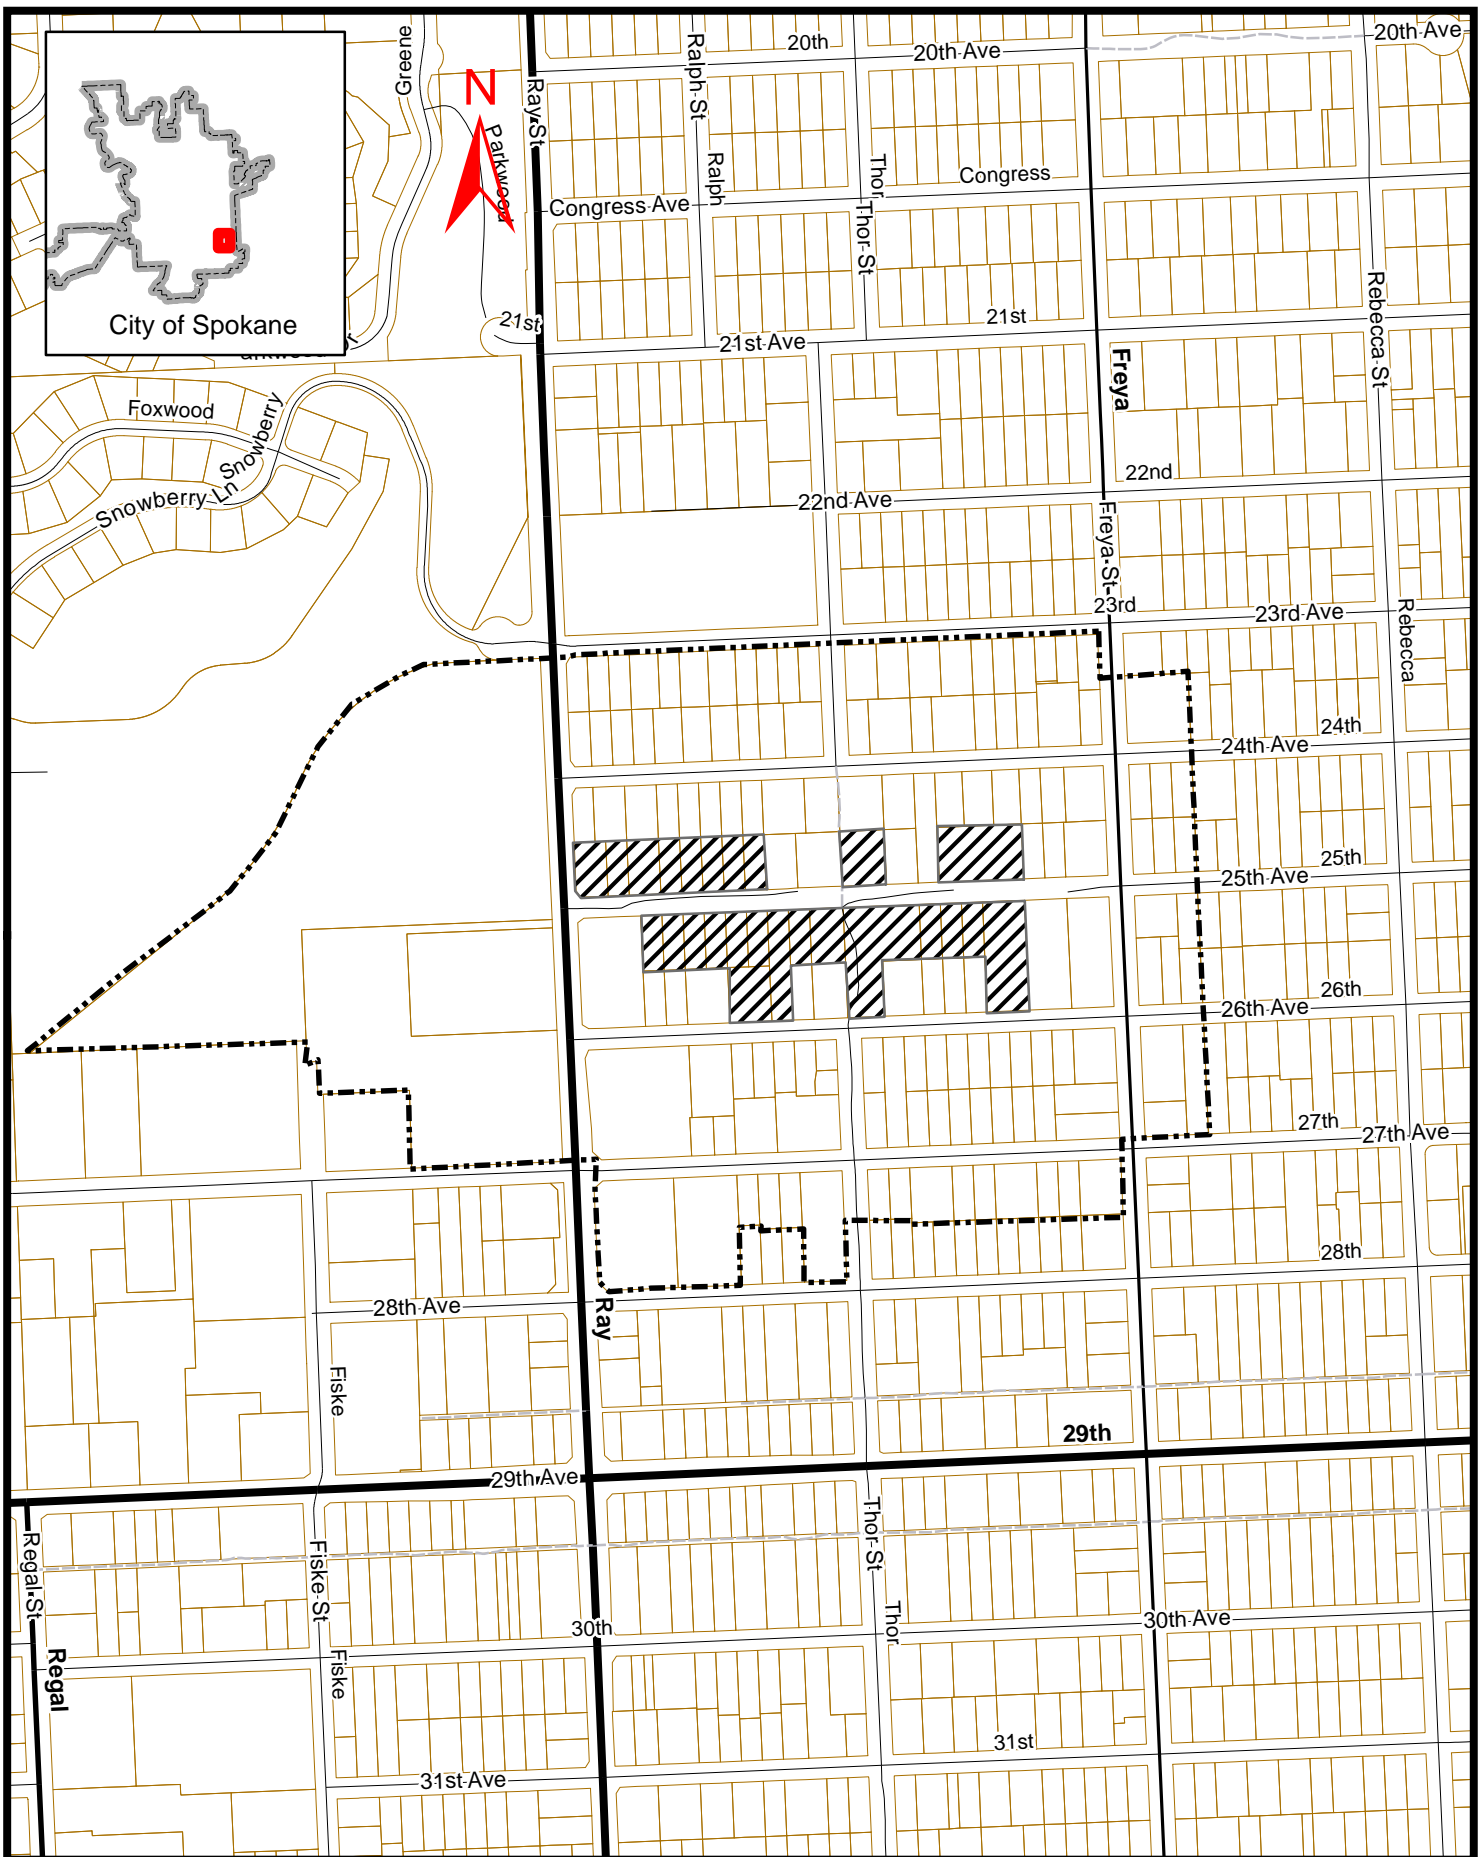 Greene
Ralph St
20th
20th Ave
20th Ave
N
Ray St
Parkwood
Ralph
Thor
Congress
Congress Ave
Thor St
City of Spokane
21st
21st Ave
21st
Rebecca St
Freya
Foxwood
Snowberry
Snowberry Ln
22nd
22nd Ave
Freya St
23rd
23rd Ave
Rebecca
24th
24th Ave
25th
25th Ave
26th
26th Ave
27th
27th Ave
28th
28th Ave
Ray
Fiske
29th
29th Ave
Regal St
Fiske St
Thor St
30th
Thor
30th Ave
Regal
Fiske
31st
31st Ave